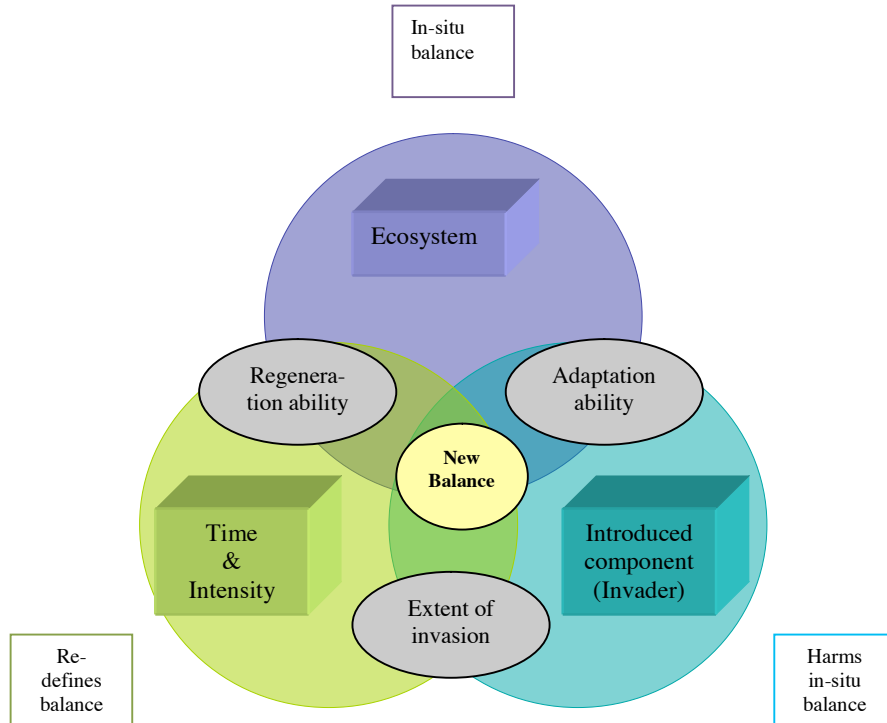 In-situ
balance
Ecosystem
Regenera-
tion ability
Adaptation
ability
New
Balance
Time
&
Intensity
Introduced
component
(Invader)
Extent of
invasion
Re-
defines
balance
Harms
in-situ
balance